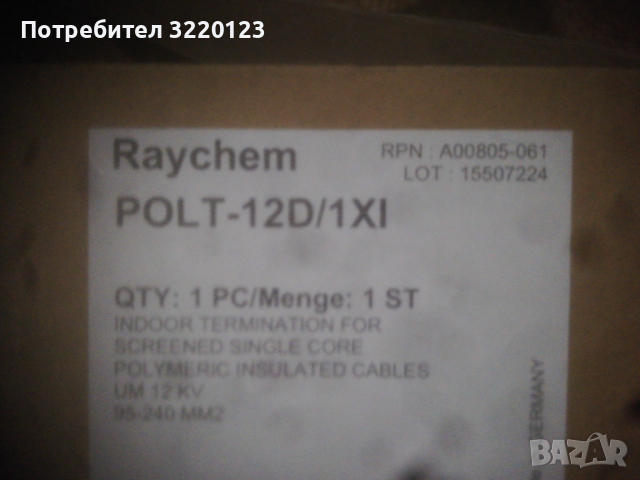 Потребител 3220123
Raychem
RPN : A00805-061
LOT : 15507224
POLT-12D/1XI
QTY: 1 PC/Menge: 1 ST
INDOOR TERMINATION FOR
SCREENED SINGLE CORE
POLYMERIC INSULATED CABLES
UM 12 KV
95-240 MM2
GERMANY
BAZAR